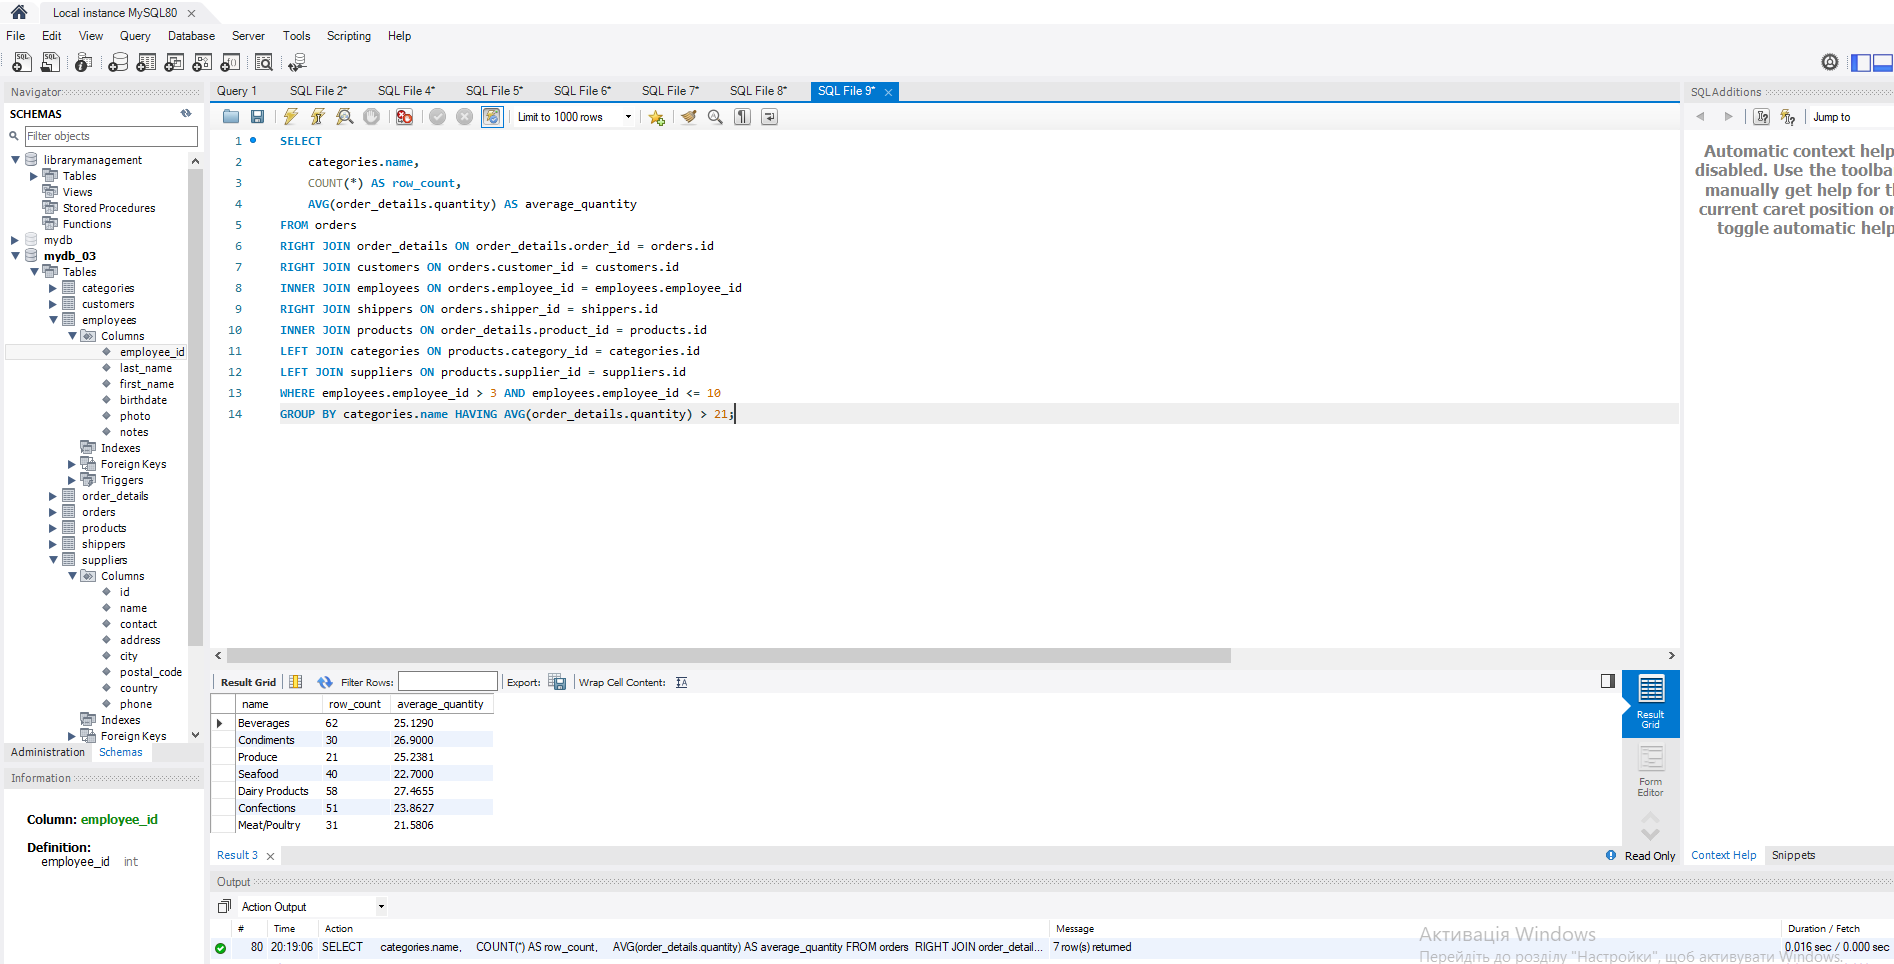 Local instance MySQL80
File Edit View Query Database Server Tools Scripting Help
Navigator
SCHEMAS
Filter objects
librarymanagement
Tables
Views
Stored Procedures
Functions
mydb
mydb_03
Tables
categories
customers
employees
Columns
employee_id
last_name
first_name
birthdate
photo
notes
Indexes
Foreign Keys
Triggers
order_details
orders
products
shippers
suppliers
Columns
id
name
contact
address
city
postal_code
country
phone
Indexes
Foreign Keys
Administration Schemas
Information
Column: employee_id
Definition:
employee_id int
Query 1 SQL File 2* SQL File 4* SQL File 5* SQL File 6* SQL File 7* SQL File 8* SQL File 9*
Limit to 1000 rows
1 SELECT
2 categories.name,
3 COUNT(*) AS row_count,
4 AVG(order_details.quantity) AS average_quantity
5 FROM orders
6 RIGHT JOIN order_details ON order_details.order_id = orders.id
7 RIGHT JOIN customers ON orders.customer_id = customers.id
8 INNER JOIN employees ON orders.employee_id = employees.employee_id
9 RIGHT JOIN shippers ON orders.shipper_id = shippers.id
10 INNER JOIN products ON order_details.product_id = products.id
11 LEFT JOIN categories ON products.category_id = categories.id
12 LEFT JOIN suppliers ON products.supplier_id = suppliers.id
13 WHERE employees.employee_id > 3 AND employees.employee_id <= 10
14 GROUP BY categories.name HAVING AVG(order_details.quantity) > 21;
Result Grid Filter Rows: Export: Wrap Cell Content:
name row_count average_quantity
Beverages 62 25.1290
Condiments 30 26.9000
Produce 21 25.2381
Seafood 40 22.7000
Dairy Products 58 27.4655
Confections 51 23.8627
Meat/Poultry 31 21.5806
Result Grid
Form Editor
Result 3
Read Only
SQLAdditions
Jump to
Automatic context help
disabled. Use the toolba
manually get help for t
current caret position or
toggle automatic help
Context Help Snippets
Output
Action Output
# Time Action Message Duration / Fetch
80 20:19:06 SELECT categories.name, COUNT(*) AS row_count, AVG(order_details.quantity) AS average_quantity FROM orders RIGHT JOIN order_detail... 7 row(s) returned 0.016 sec / 0.000 sec
Активація Windows
Перейдіть до розділу "Настройки", щоб активувати Windows.